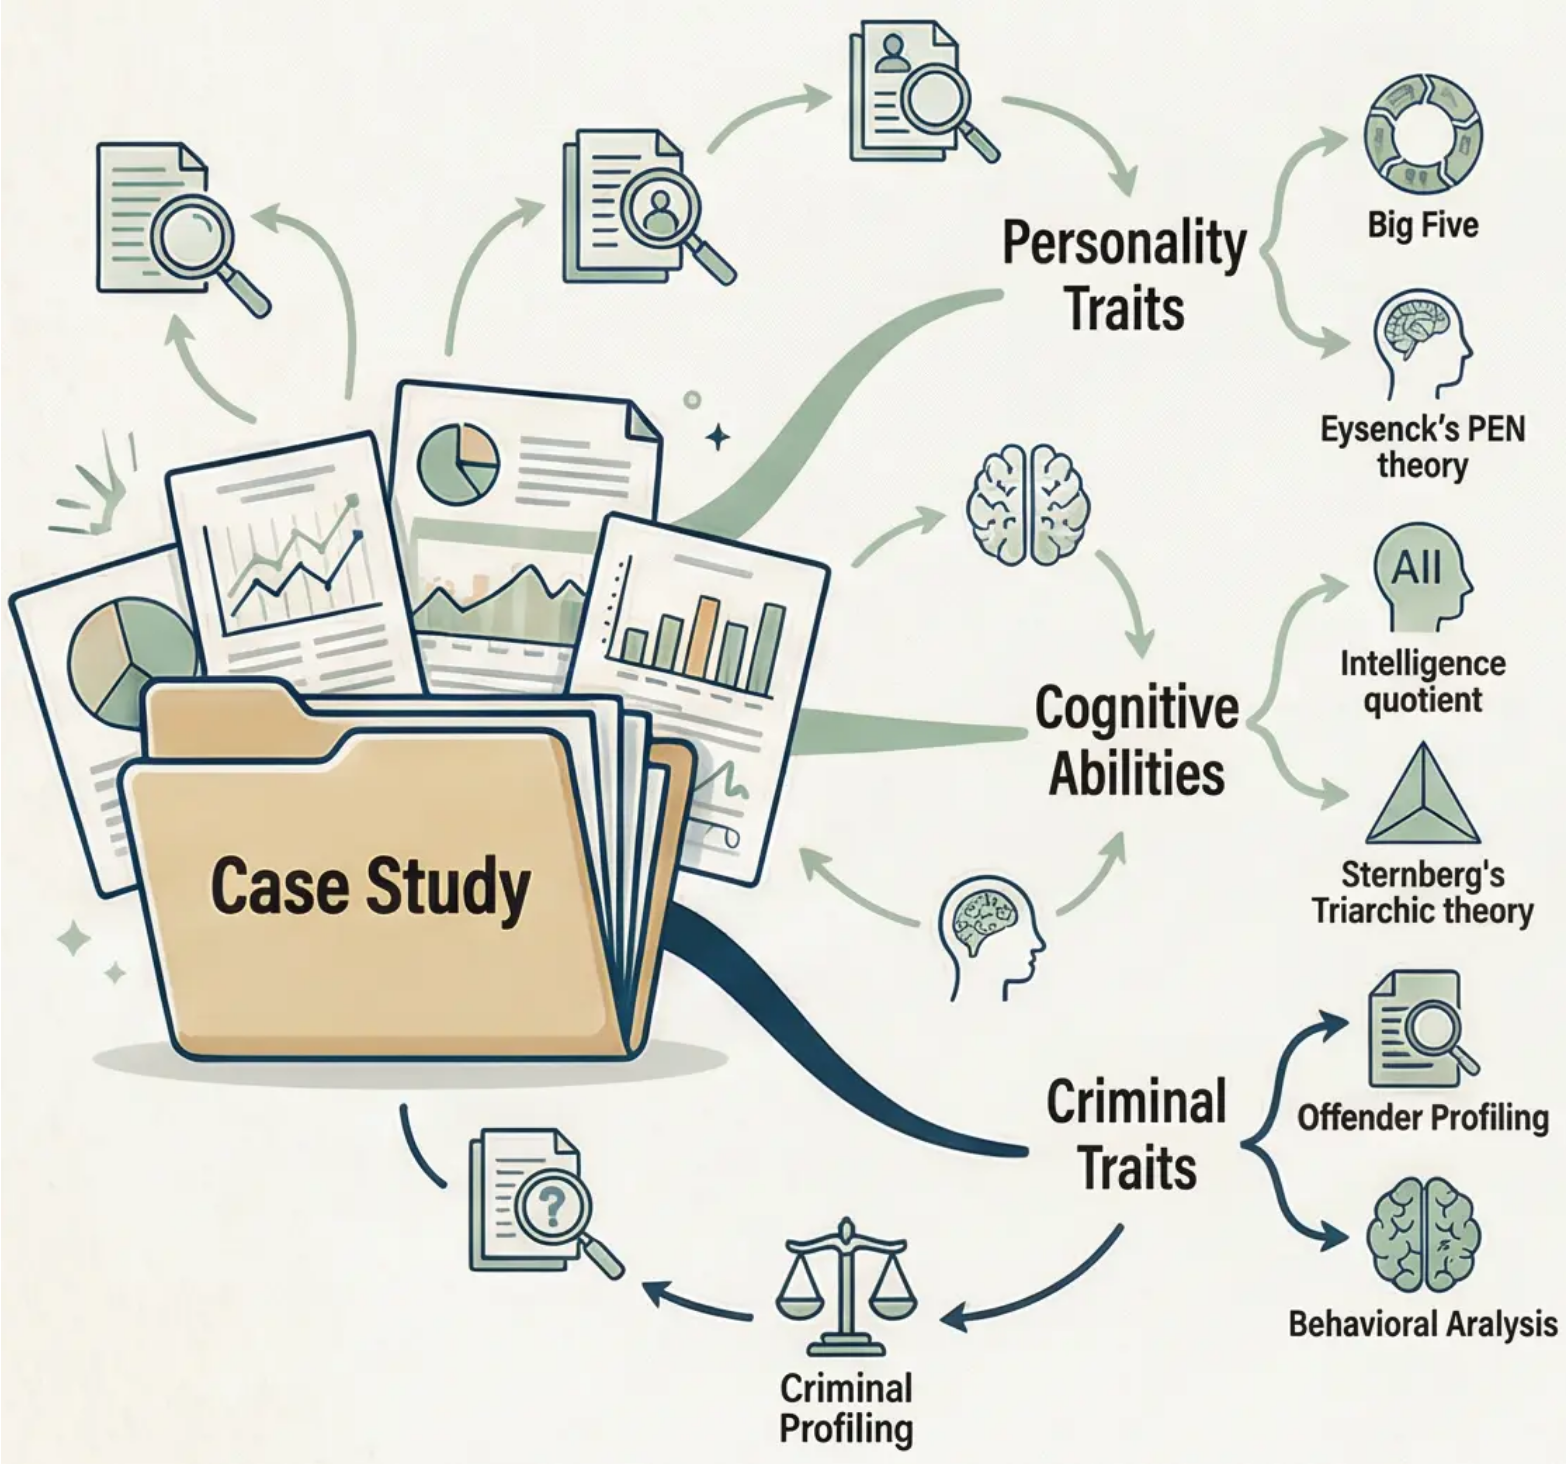 Case Study
Personality
Traits
Big Five
Eysenck's PEN
theory
Cognitive
Abilities
All
Intelligence
quotient
Sternberg's
Triarchic theory
Criminal
Traits
Offender Profiling
Behavioral Aralysis
?
Criminal
Profiling